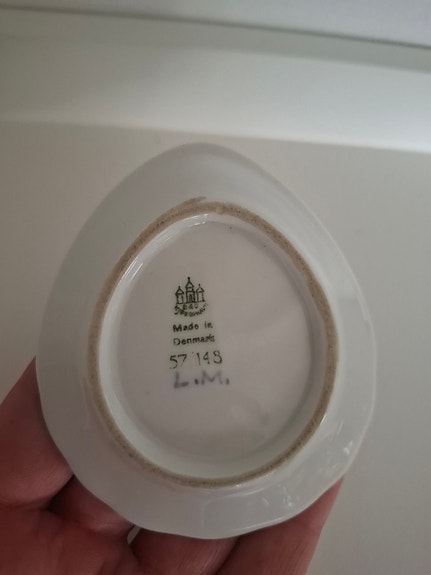 B&G
Made in
Denmark
57 143
L.M.